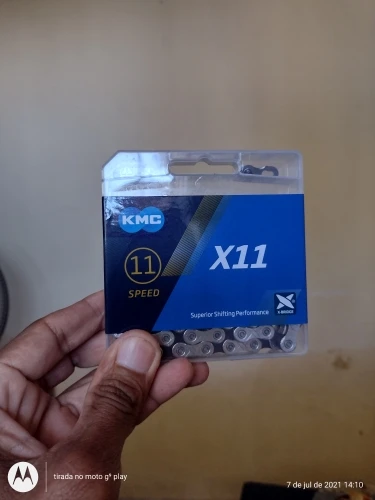 KMC
11
SPEED
X11
Superior Shifting Performance
X-BRIDGE
tirada no moto g⁸ play
7 de jul de 2021 14:10